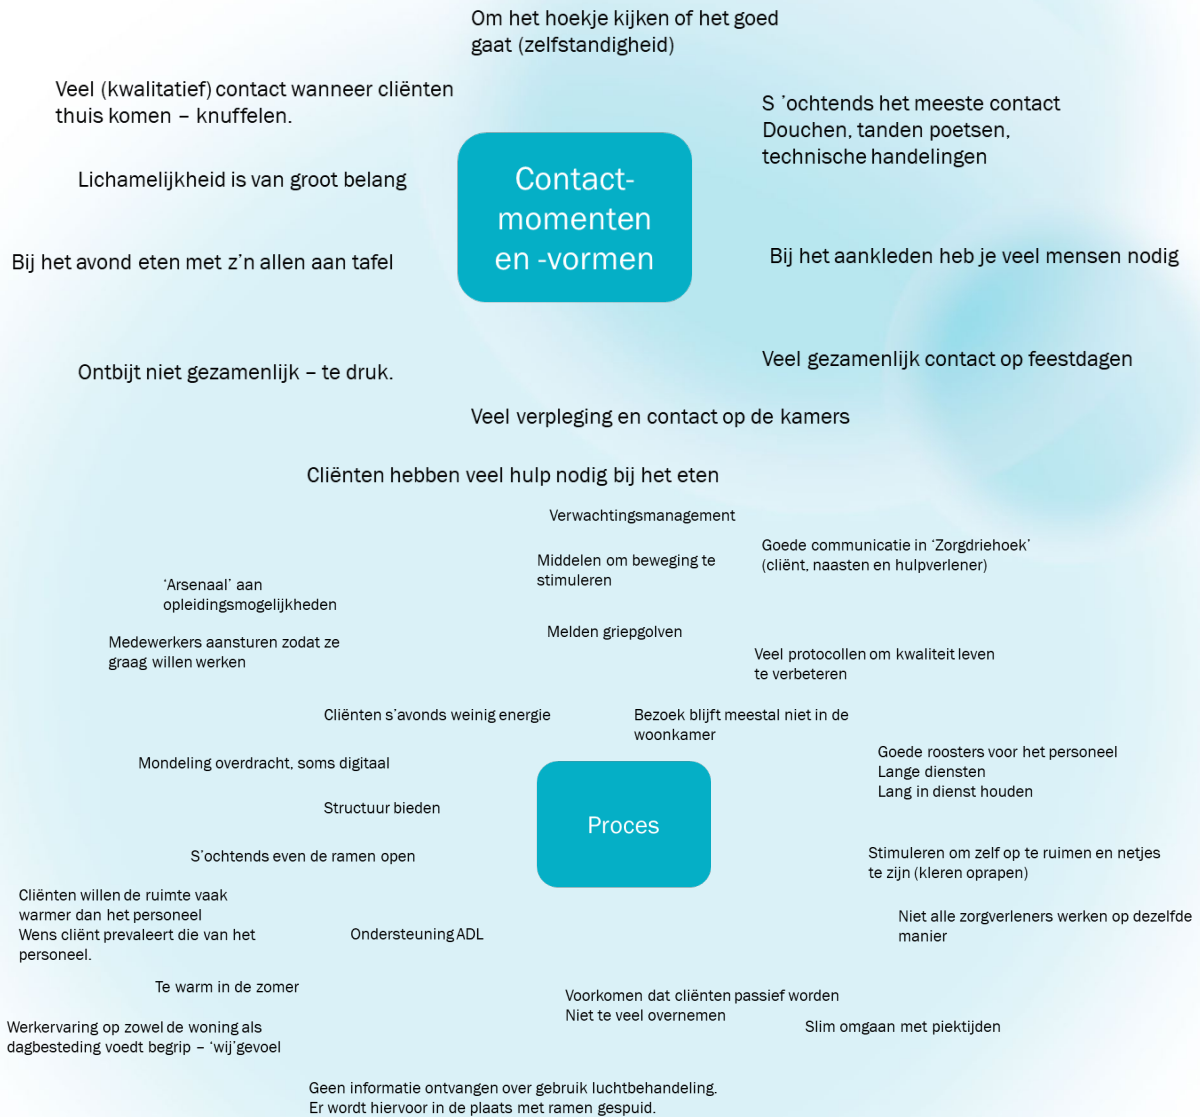 Om het hoekje kijken of het goed
gaat (zelfstandigheid)
Veel (kwalitatief) contact wanneer cliënten
thuis komen – knuffelen.
S 'ochtends het meeste contact
Douchen, tanden poetsen,
technische handelingen
Contact-
momenten
en -vormen
Lichamelijkheid is van groot belang
Bij het avond eten met z'n allen aan tafel
Bij het aankleden heb je veel mensen nodig
Ontbijt niet gezamenlijk – te druk.
Veel gezamenlijk contact op feestdagen
Veel verpleging en contact op de kamers
Cliënten hebben veel hulp nodig bij het eten
Verwachtingsmanagement
Goede communicatie in 'Zorgdriehoek'
(cliënt, naasten en hulpverlener)
Middelen om beweging te
stimuleren
'Arsenaal' aan
opleidingsmogelijkheden
Melden griepgolven
Medewerkers aansturen zodat ze
graag willen werken
Veel protocollen om kwaliteit leven
te verbeteren
Cliënten s'avonds weinig energie
Bezoek blijft meestal niet in de
woonkamer
Mondeling overdracht, soms digitaal
Goede roosters voor het personeel
Lange diensten
Lang in dienst houden
Structuur bieden
Proces
S'ochtends even de ramen open
Stimuleren om zelf op te ruimen en netjes
te zijn (kleren oprapen)
Cliënten willen de ruimte vaak
warmer dan het personeel
Wens cliënt prevaleert die van het
personeel.
Ondersteuning ADL
Niet alle zorgverleners werken op dezelfde
manier
Te warm in de zomer
Voorkomen dat cliënten passief worden
Niet te veel overnemen
Slim omgaan met piektijden
Werkervaring op zowel de woning als
dagbesteding voedt begrip – 'wij'gevoel
Geen informatie ontvangen over gebruik luchtbehandeling.
Er wordt hiervoor in de plaats met ramen gespuid.